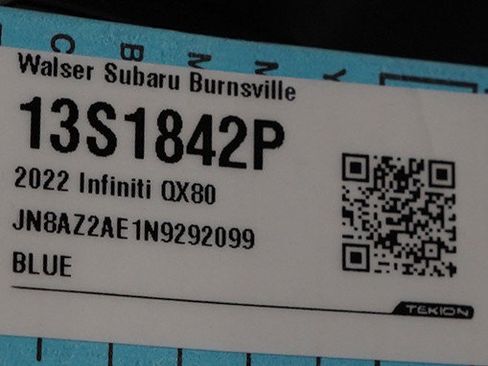 C B M N Y
Walser Subaru Burnsville
13S1842P
2022 Infiniti QX80
JN8AZ2AE1N9292099
BLUE
TEKION